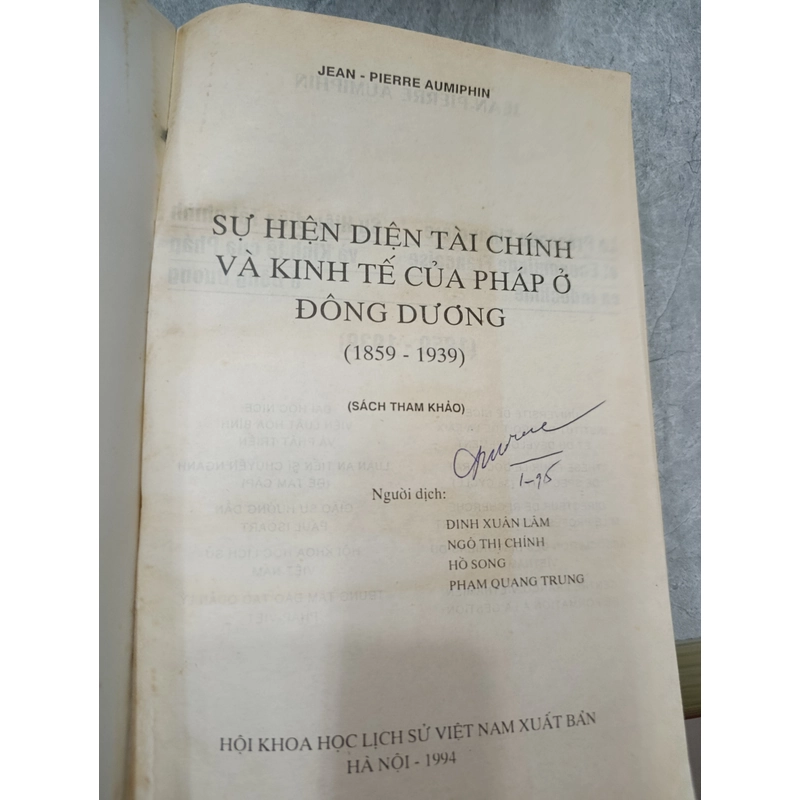 JEAN - PIERRE AUMIPHIN
SỰ HIỆN DIỆN TÀI CHÍNH
VÀ KINH TẾ CỦA PHÁP Ở
ĐÔNG DƯƠNG
(1859 - 1939)
(SÁCH THAM KHẢO)
1-95
Người dịch:
ĐINH XUÂN LÂM
NGÔ THỊ CHÍNH
HỒ SONG
PHẠM QUANG TRUNG
HỘI KHOA HỌC LỊCH SỬ VIỆT NAM XUẤT BẢN
HÀ NỘI - 1994